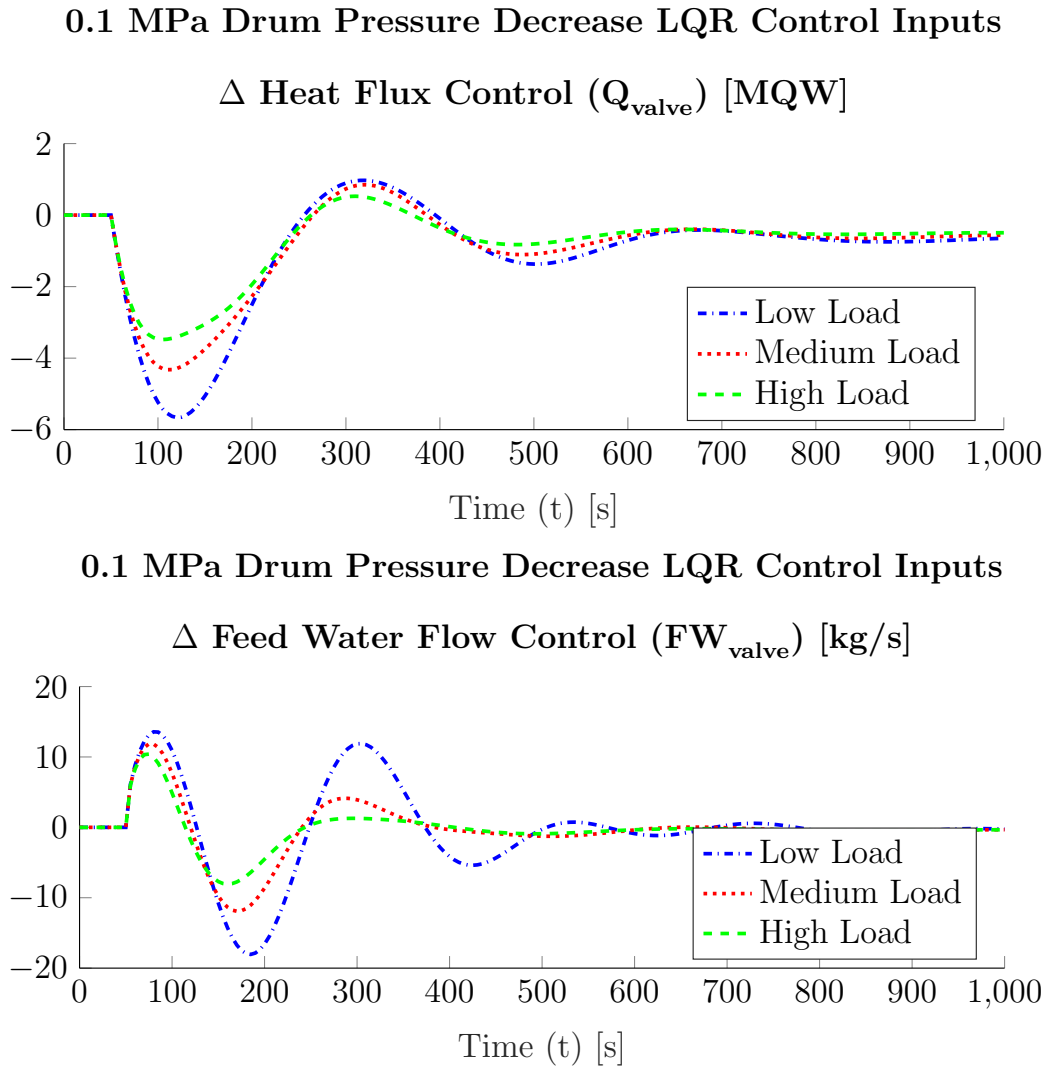 0.1 MPa Drum Pressure Decrease LQR Control Inputs
Δ Heat Flux Control (Q_valve) [MQW]
2
0
−2
−4
−6
0 100 200 300 400 500 600 700 800 900 1,000
Low Load
Medium Load
High Load
Time (t) [s]
0.1 MPa Drum Pressure Decrease LQR Control Inputs
Δ Feed Water Flow Control (FW_valve) [kg/s]
20
10
0
−10
−20
0 100 200 300 400 500 600 700 800 900 1,000
Low Load
Medium Load
High Load
Time (t) [s]